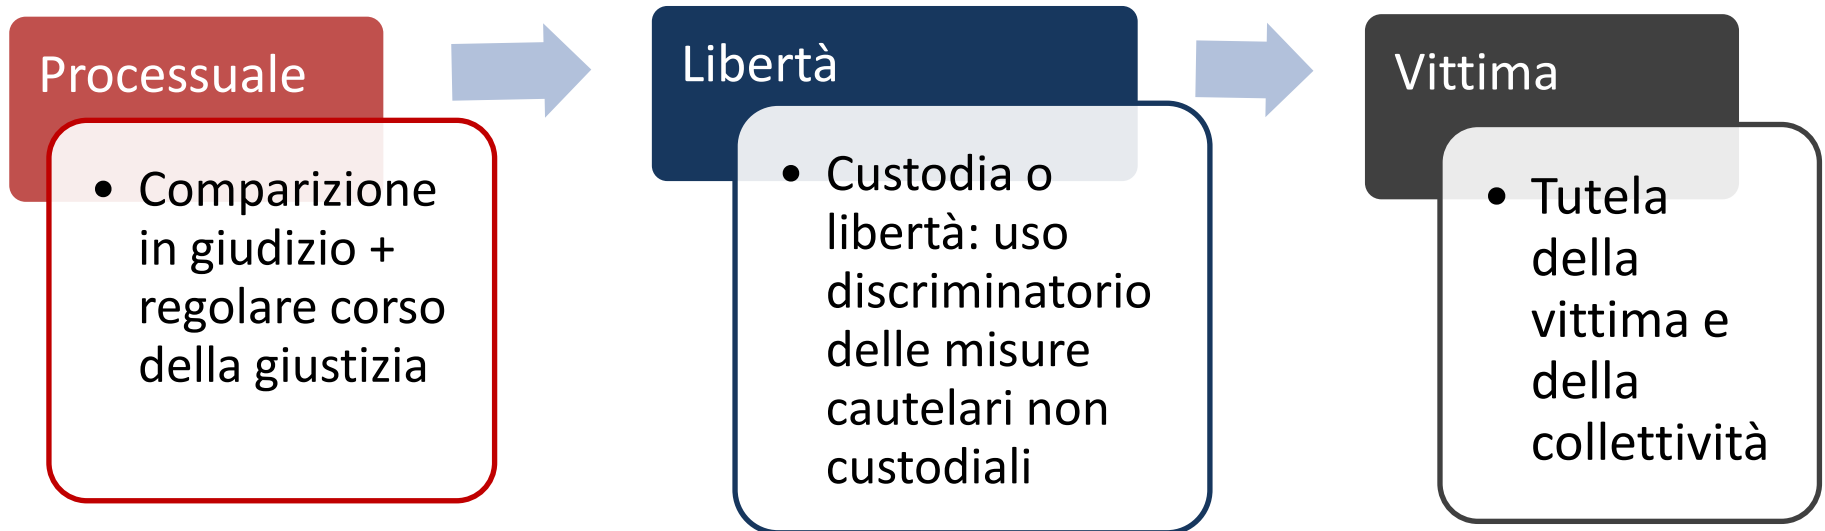 Processuale
• Comparizione
in giudizio +
regolare corso
della giustizia
Libertà
• Custodia o
libertà: uso
discriminatorio
delle misure
cautelari non
custodiali
Vittima
• Tutela
della
vittima e
della
collettività